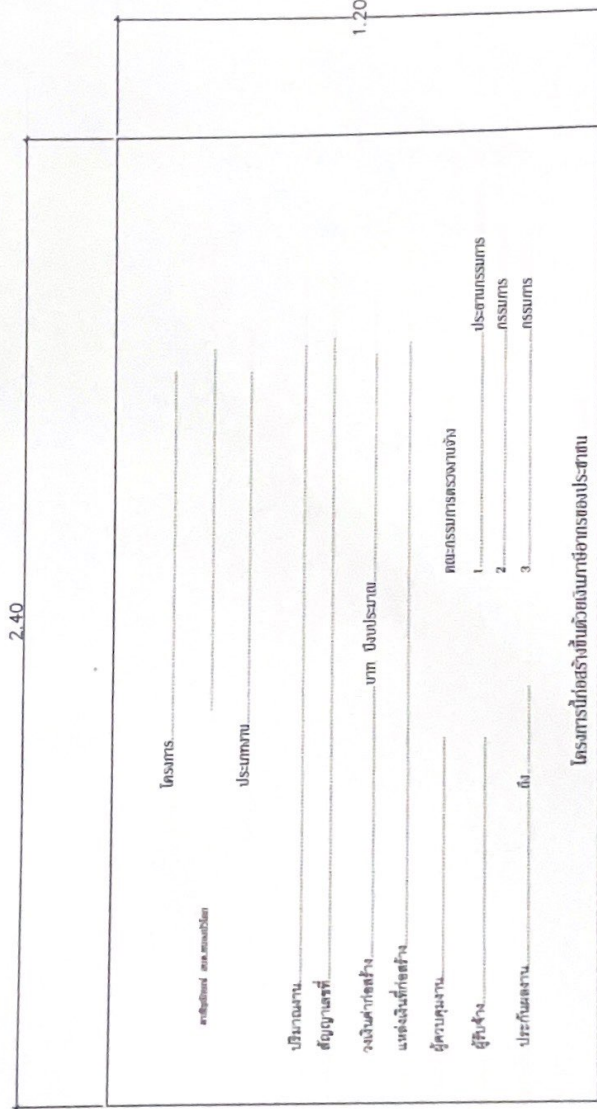 2.40
1.20
โครงการ
ประเภทงาน
ปริมาณงาน
สัญญาเลขที่
วงเงินค่าก่อสร้าง บาท ปีงบประมาณ
แหล่งเงินที่ก่อสร้าง
ผู้ควบคุมงาน
คณะกรรมการตรวจงานจ้าง
ผู้รับจ้าง
1 ประธานกรรมการ
2 กรรมการ
ประกันผลงาน ถึง
3 กรรมการ
โครงการนี้ก่อสร้างขึ้นด้วยเงินภาษีอากรของประชาชน